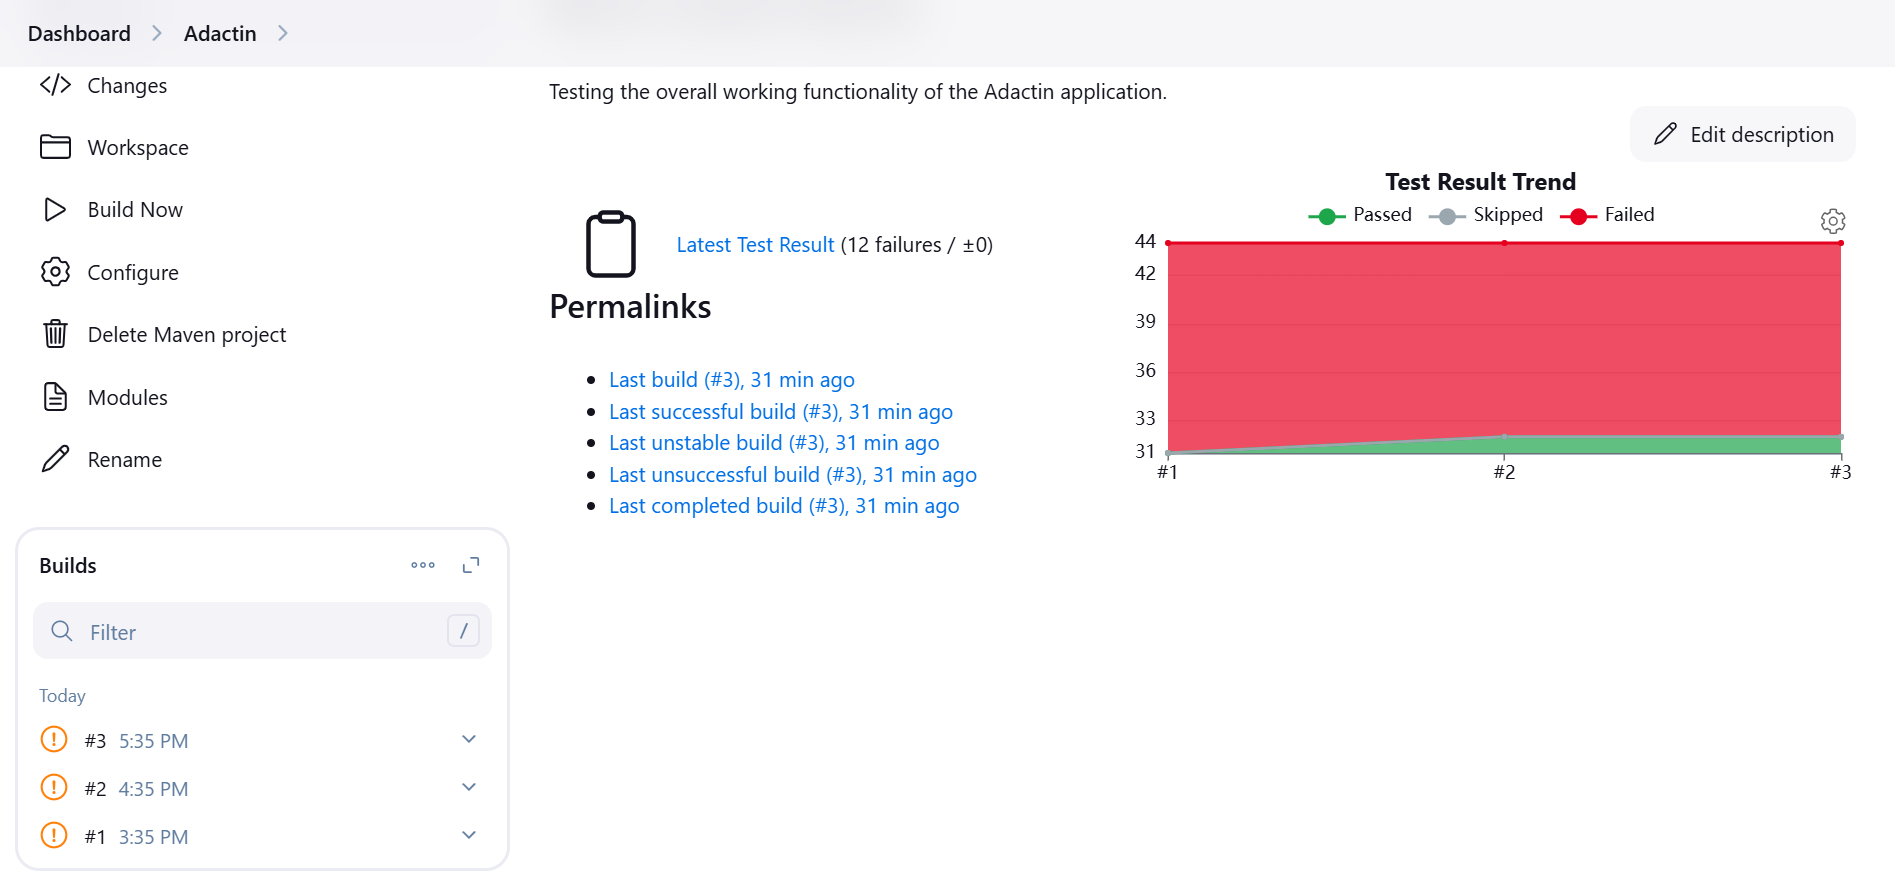 Dashboard
Adactin
Changes
Workspace
Build Now
Configure
Delete Maven project
Modules
Rename
Builds
Filter
/
Today
#3 5:35 PM
#2 4:35 PM
#1 3:35 PM
Testing the overall working functionality of the Adactin application.
Edit description
Latest Test Result (12 failures / ±0)
Permalinks
Last build (#3), 31 min ago
Last successful build (#3), 31 min ago
Last unstable build (#3), 31 min ago
Last unsuccessful build (#3), 31 min ago
Last completed build (#3), 31 min ago
Test Result Trend
Passed Skipped Failed
44
42
39
36
33
31
#1 #2 #3